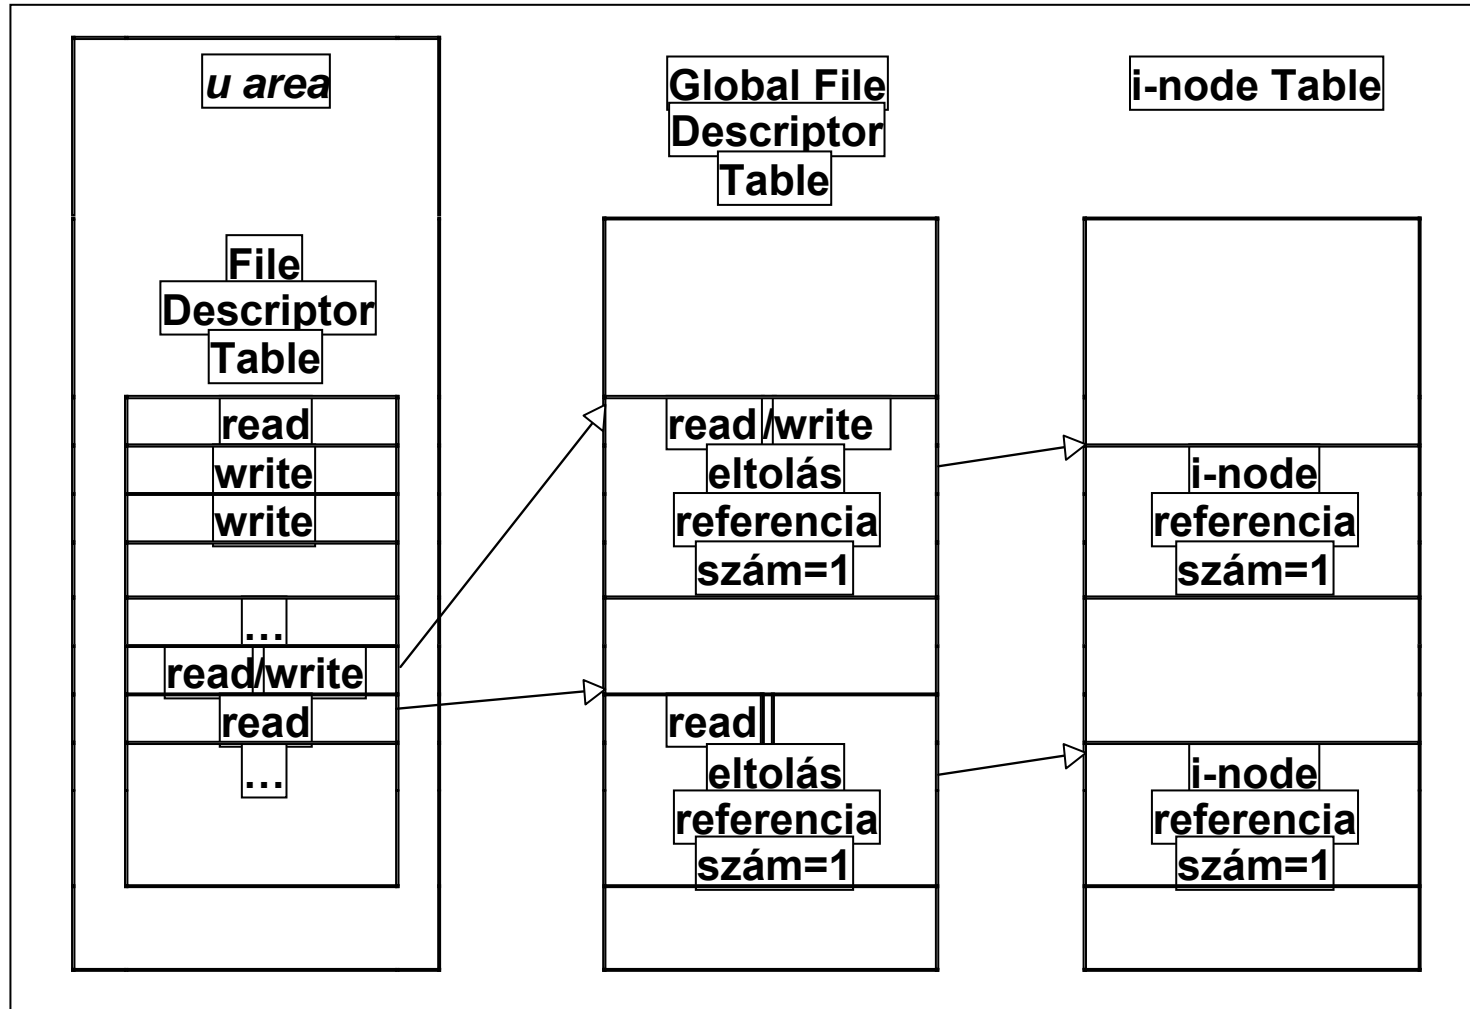 u area
File
Descriptor
Table
read
write
write
...
read/write
read
...
Global File
Descriptor
Table
read/write
eltolás
referencia
szám=1
read
eltolás
referencia
szám=1
i-node Table
i-node
referencia
szám=1
i-node
referencia
szám=1